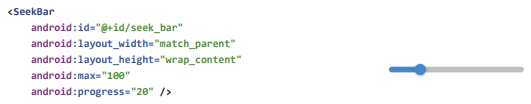 <SeekBar
    android:id="@+id/seek_bar"
    android:layout_width="match_parent"
    android:layout_height="wrap_content"
    android:max="100"
    android:progress="20" />